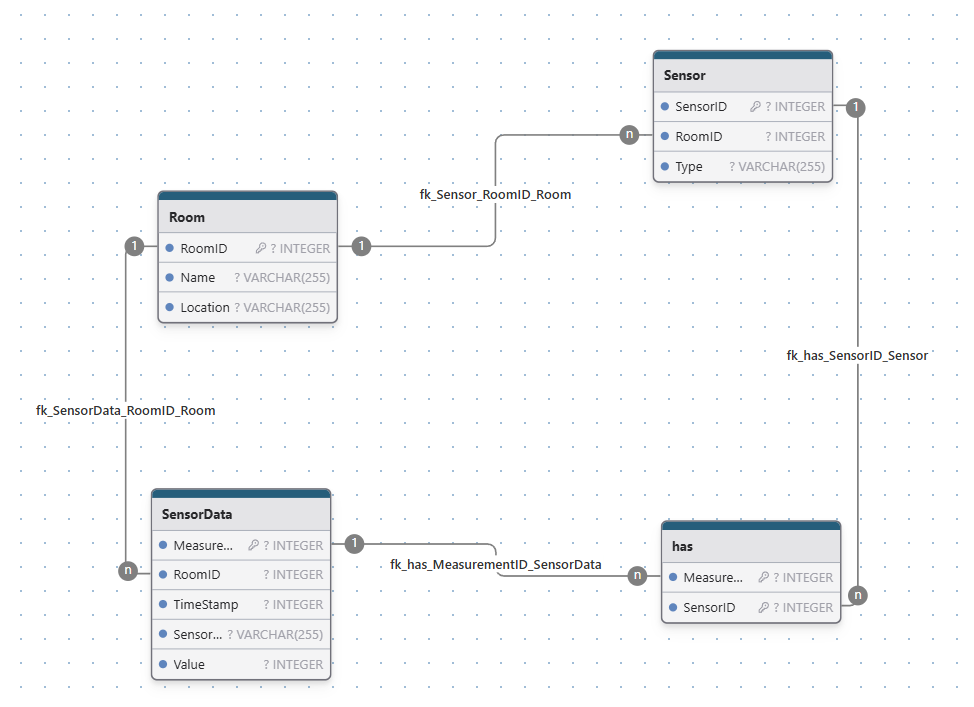 Sensor
SensorID ? INTEGER
RoomID ? INTEGER
Type ? VARCHAR(255)
1
n
fk_Sensor_RoomID_Room
Room
RoomID ? INTEGER
Name ? VARCHAR(255)
Location ? VARCHAR(255)
1
1
fk_has_SensorID_Sensor
fk_SensorData_RoomID_Room
SensorData
Measure... ? INTEGER
RoomID ? INTEGER
TimeStamp ? INTEGER
Sensor... ? VARCHAR(255)
Value ? INTEGER
1
n
fk_has_MeasurementID_SensorData
has
Measure... ? INTEGER
SensorID ? INTEGER
n
n